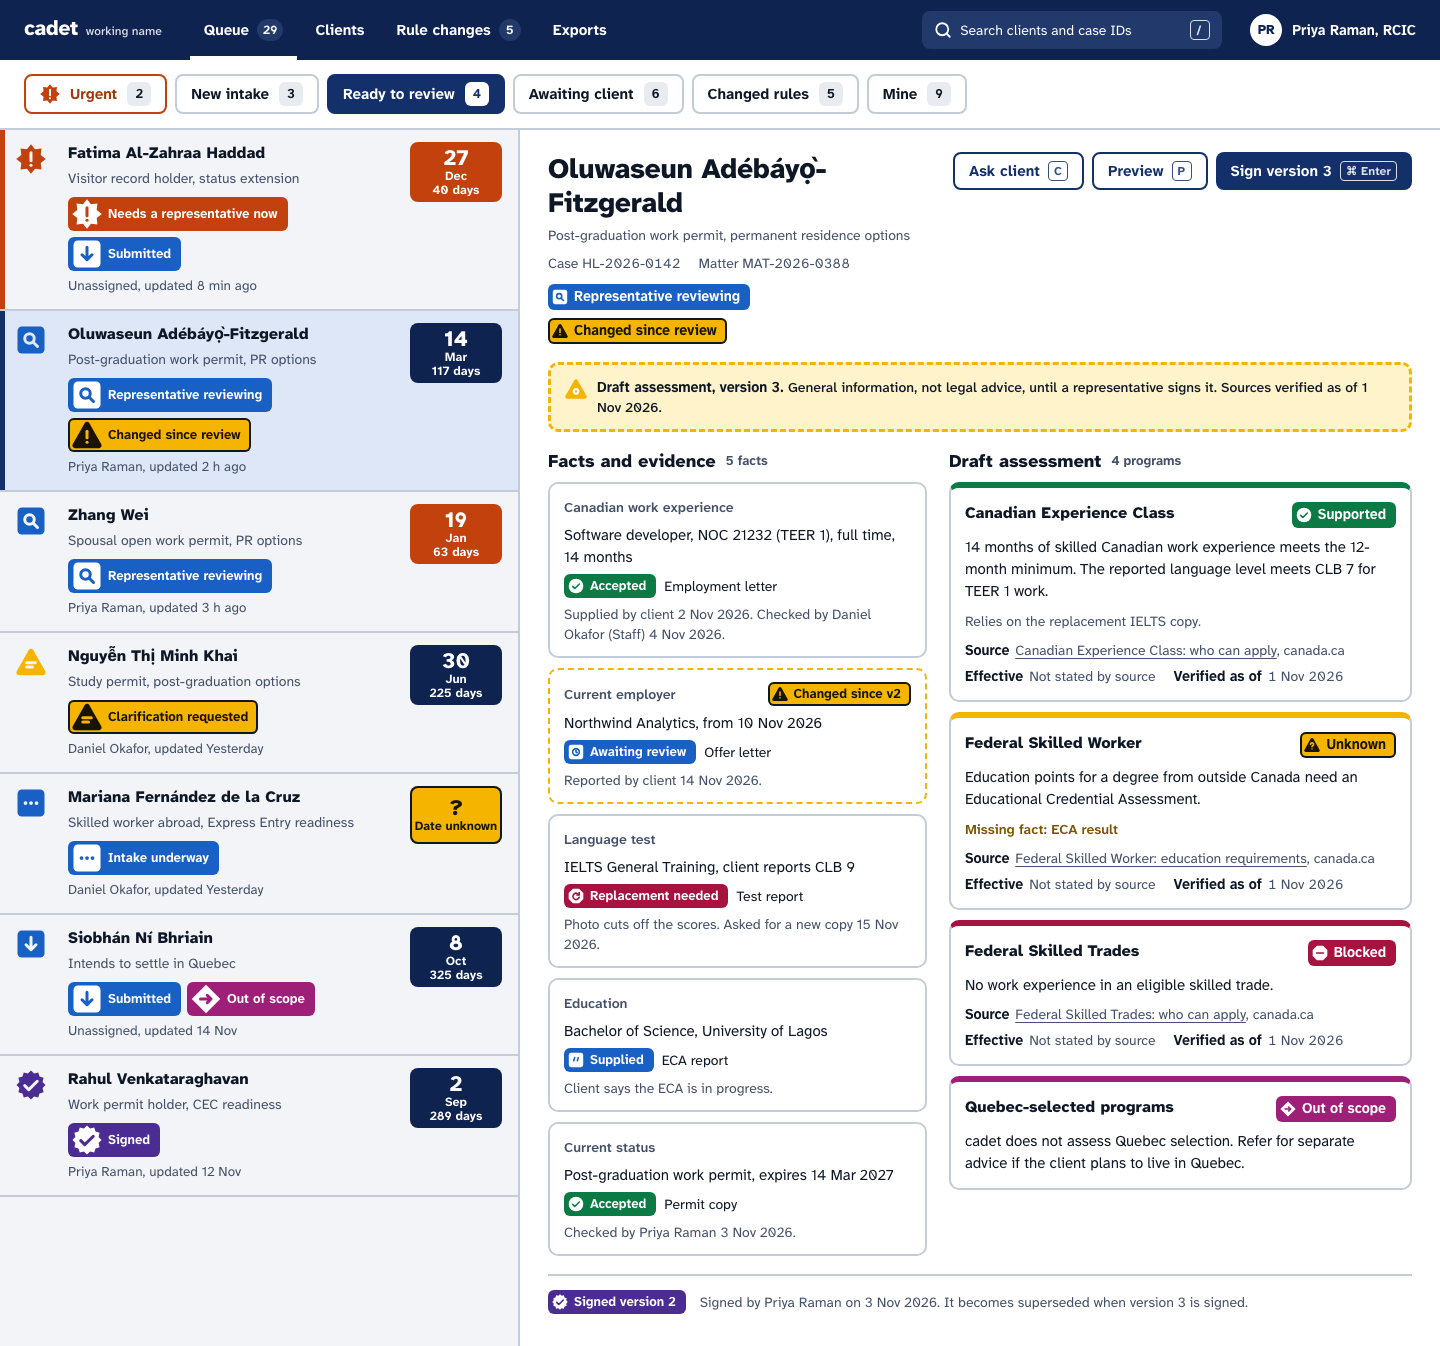 cadet working name
Queue 29
Clients
Rule changes 5
Exports
Search clients and case IDs /
PR Priya Raman, RCIC
Urgent 2
New intake 3
Ready to review 4
Awaiting client 6
Changed rules 5
Mine 9
Fatima Al-Zahraa Haddad
Visitor record holder, status extension
Needs a representative now
Submitted
Unassigned, updated 8 min ago
27
Dec
40 days
Oluwaseun Adébáyọ̀-Fitzgerald
Post-graduation work permit, PR options
Representative reviewing
Changed since review
Priya Raman, updated 2 h ago
14
Mar
117 days
Zhang Wei
Spousal open work permit, PR options
Representative reviewing
Priya Raman, updated 3 h ago
19
Jan
63 days
Nguyễn Thị Minh Khai
Study permit, post-graduation options
Clarification requested
Daniel Okafor, updated Yesterday
30
Jun
225 days
Mariana Fernández de la Cruz
Skilled worker abroad, Express Entry readiness
Intake underway
Daniel Okafor, updated Yesterday
?
Date unknown
Siobhán Ní Bhriain
Intends to settle in Quebec
Submitted
Out of scope
Unassigned, updated 14 Nov
8
Oct
325 days
Rahul Venkataraghavan
Work permit holder, CEC readiness
Signed
Priya Raman, updated 12 Nov
2
Sep
289 days
Oluwaseun Adébáyọ̀-
Fitzgerald
Ask client C
Preview P
Sign version 3 ⌘ Enter
Post-graduation work permit, permanent residence options
Case HL-2026-0142 Matter MAT-2026-0388
Representative reviewing
Changed since review
Draft assessment, version 3. General information, not legal advice, until a representative signs it. Sources verified as of 1
Nov 2026.
Facts and evidence 5 facts
Canadian work experience
Software developer, NOC 21232 (TEER 1), full time,
14 months
Accepted Employment letter
Supplied by client 2 Nov 2026. Checked by Daniel
Okafor (Staff) 4 Nov 2026.
Current employer
Changed since v2
Northwind Analytics, from 10 Nov 2026
Awaiting review Offer letter
Reported by client 14 Nov 2026.
Language test
IELTS General Training, client reports CLB 9
Replacement needed Test report
Photo cuts off the scores. Asked for a new copy 15 Nov
2026.
Education
Bachelor of Science, University of Lagos
Supplied ECA report
Client says the ECA is in progress.
Current status
Post-graduation work permit, expires 14 Mar 2027
Accepted Permit copy
Checked by Priya Raman 3 Nov 2026.
Draft assessment 4 programs
Canadian Experience Class
Supported
14 months of skilled Canadian work experience meets the 12-
month minimum. The reported language level meets CLB 7 for
TEER 1 work.
Relies on the replacement IELTS copy.
Source Canadian Experience Class: who can apply, canada.ca
Effective Not stated by source Verified as of 1 Nov 2026
Federal Skilled Worker
Unknown
Education points for a degree from outside Canada need an
Educational Credential Assessment.
Missing fact: ECA result
Source Federal Skilled Worker: education requirements, canada.ca
Effective Not stated by source Verified as of 1 Nov 2026
Federal Skilled Trades
Blocked
No work experience in an eligible skilled trade.
Source Federal Skilled Trades: who can apply, canada.ca
Effective Not stated by source Verified as of 1 Nov 2026
Quebec-selected programs
Out of scope
cadet does not assess Quebec selection. Refer for separate
advice if the client plans to live in Quebec.
Signed version 2 Signed by Priya Raman on 3 Nov 2026. It becomes superseded when version 3 is signed.